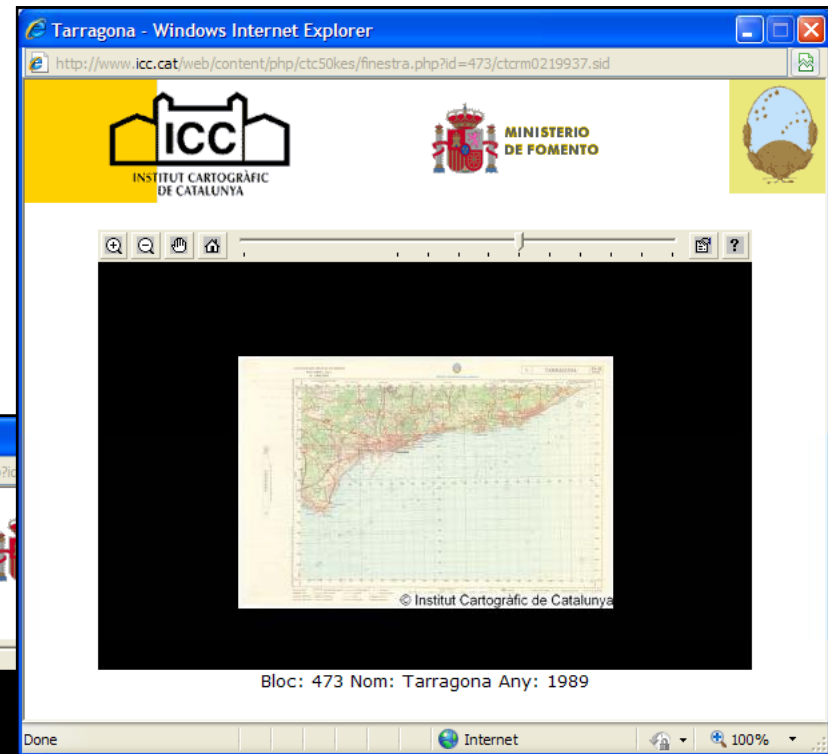 Tarragona - Windows Internet Explorer
http://www.icc.cat/web/content/php/ctc50kes/finestra.php?id=473/ctcrm0219937.sid
ICC
INSTITUT CARTOGRÀFIC
DE CATALUNYA
MINISTERIO
DE FOMENTO
?
TARRAGONA
© Institut Cartogràfic de Catalunya
Bloc: 473 Nom: Tarragona Any: 1989
Done
Internet
100%